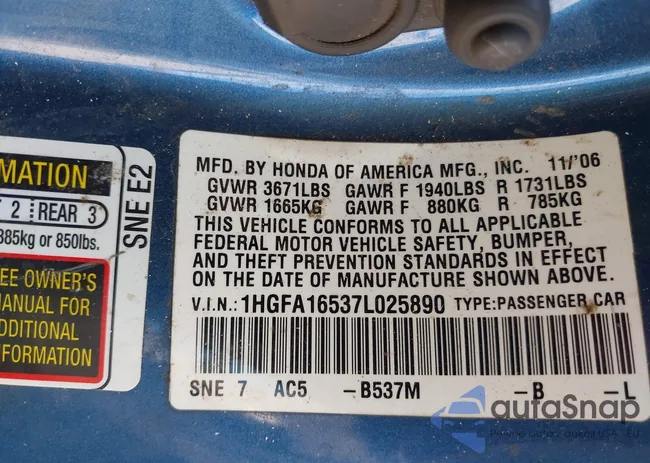 MATION
2 REAR 3
385kg or 850lbs.
SNE E2
EE OWNER'S
MANUAL FOR
ADDITIONAL
NFORMATION
MFD. BY HONDA OF AMERICA MFG., INC. 11/'06
GVWR 3671LBS GAWR F 1940LBS R 1731LBS
GVWR 1665KG GAWR F 880KG R 785KG
THIS VEHICLE CONFORMS TO ALL APPLICABLE
FEDERAL MOTOR VEHICLE SAFETY, BUMPER,
AND THEFT PREVENTION STANDARDS IN EFFECT
ON THE DATE OF MANUFACTURE SHOWN ABOVE.
V.I.N.: 1HGFA16537L025890 TYPE:PASSENGER CAR
SNE 7 AC5 -B537M -B -L
autoSnap